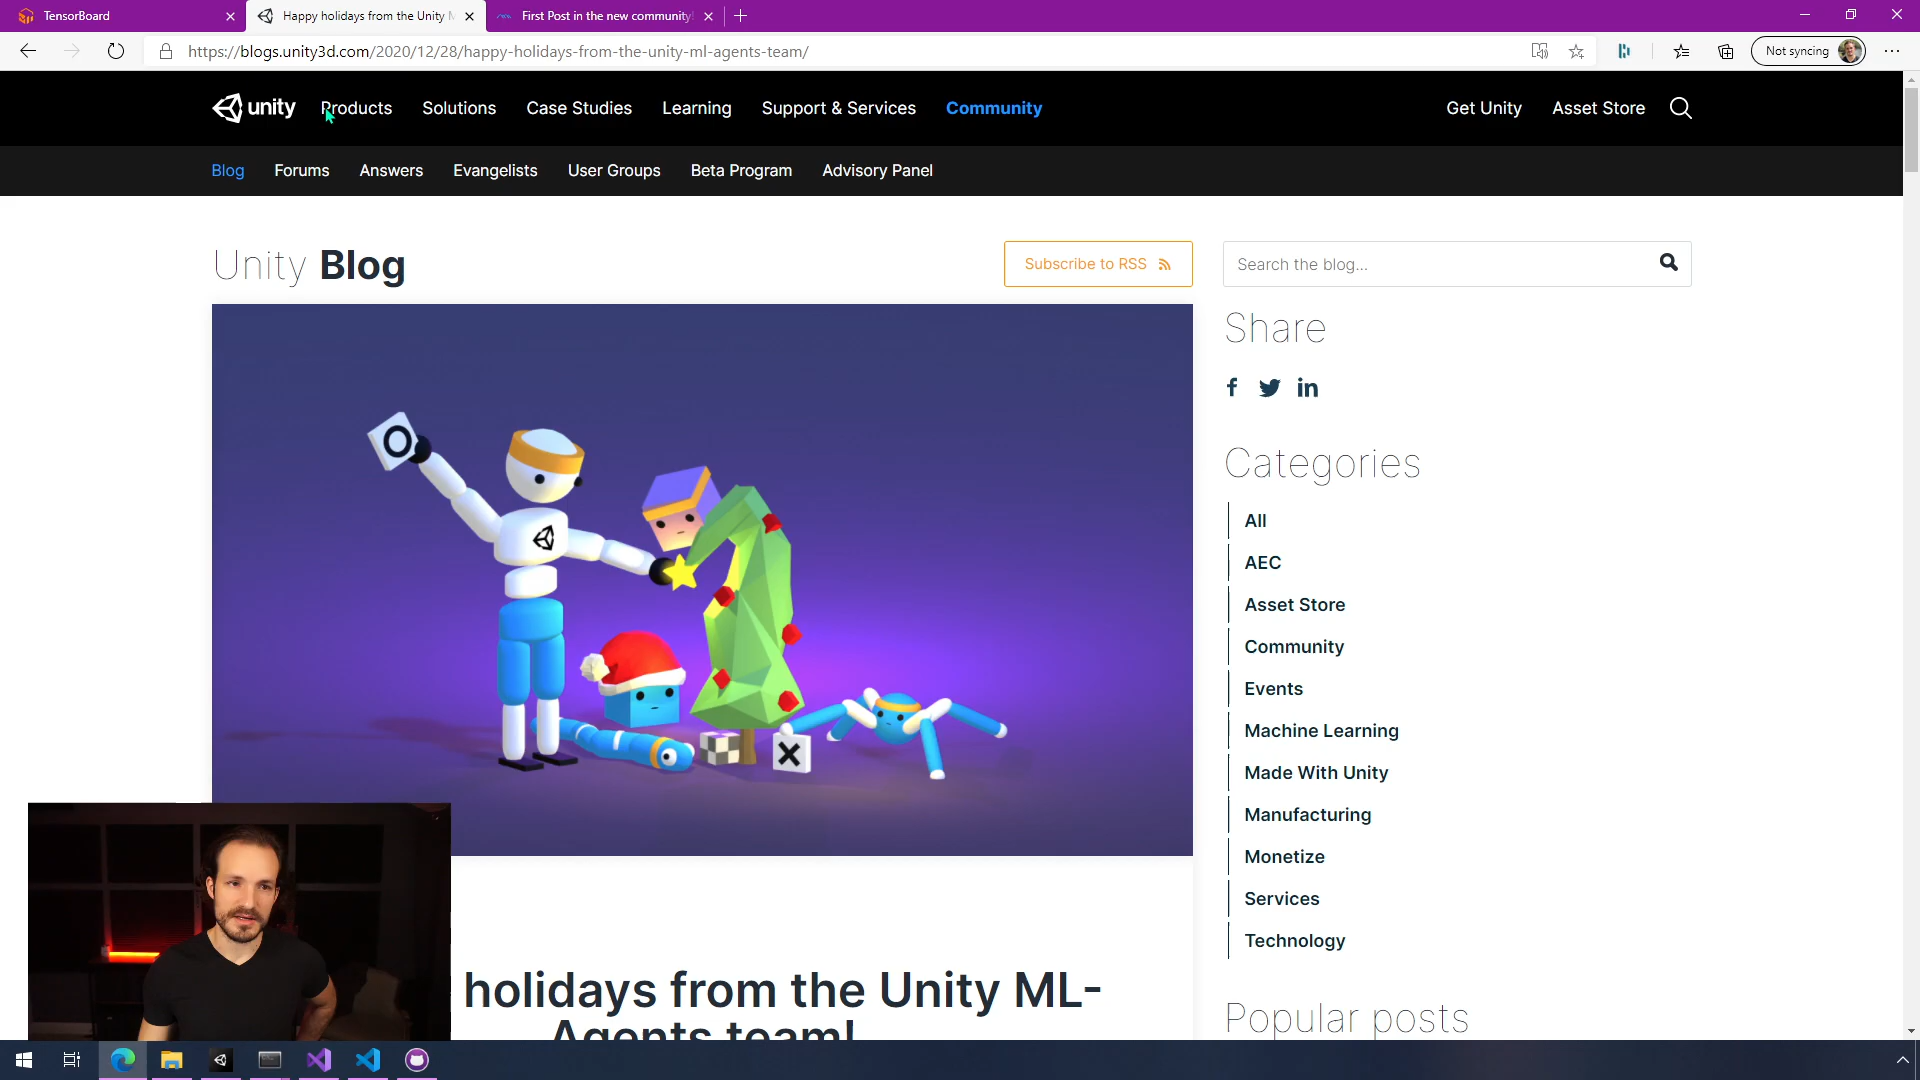 TensorBoard
Happy holidays from the Unity M
First Post in the new community!
https://blogs.unity3d.com/2020/12/28/happy-holidays-from-the-unity-ml-agents-team/
Not syncing
unity
Products
Solutions
Case Studies
Learning
Support & Services
Community
Get Unity
Asset Store
Blog
Forums
Answers
Evangelists
User Groups
Beta Program
Advisory Panel
Unity Blog
Subscribe to RSS
Search the blog...
Share
Categories
All
AEC
Asset Store
Community
Events
Machine Learning
Made With Unity
Manufacturing
Monetize
Services
Technology
Popular posts
holidays from the Unity ML-
Agents team!